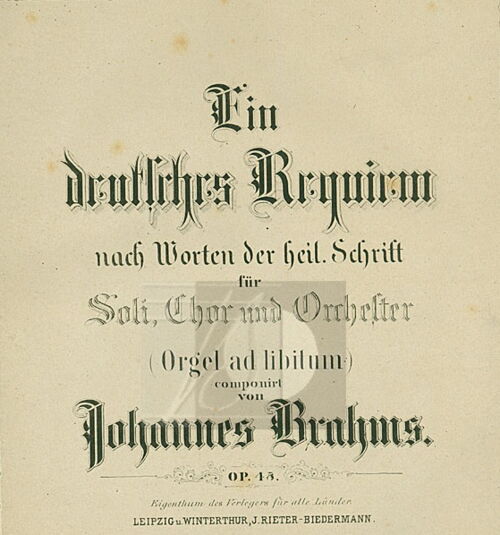 Ein
deutsches Requiem
nach Worten der heil. Schrift
für
Soli, Chor und Orchester
(Orgel ad libitum)
componirt
von
Johannes Brahms.
OP. 45.
Eigenthum des Verlegers für alle Länder.
LEIPZIG u. WINTERTHUR, J. RIETER-BIEDERMANN.